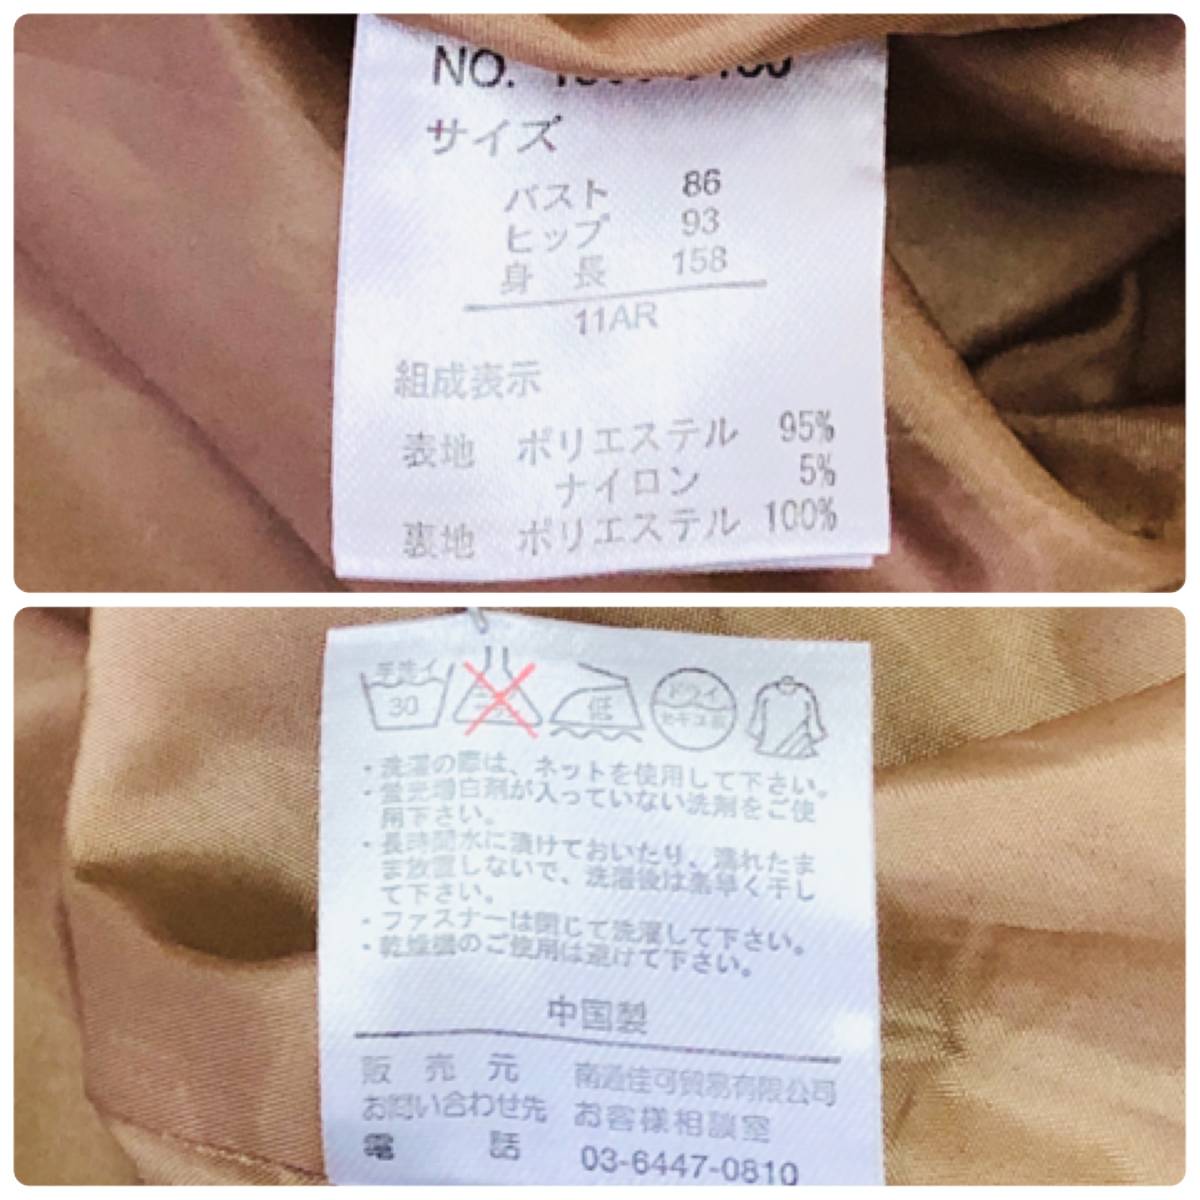 NO.
サイズ
バスト 86
ヒップ 93
身長 158
11AR
組成表示
表地 ポリエステル 95%
ナイロン 5%
裏地 ポリエステル 100%
手洗イ
30
低
ドライ
セキユ系
・洗濯の際は、ネットを使用して下さい。
・蛍光増白剤が入っていない洗剤をご使
用下さい。
・長時間水に漬けておいたり、濡れたま
ま放置しないで、洗濯後は素早く干し
て下さい。
・ファスナーは閉じて洗濯して下さい。
・乾燥機のご使用は避けて下さい。
中国製
販売元 南通佳可貿易有限公司
お問い合わせ先 お客様相談室
電話 03-6447-0810